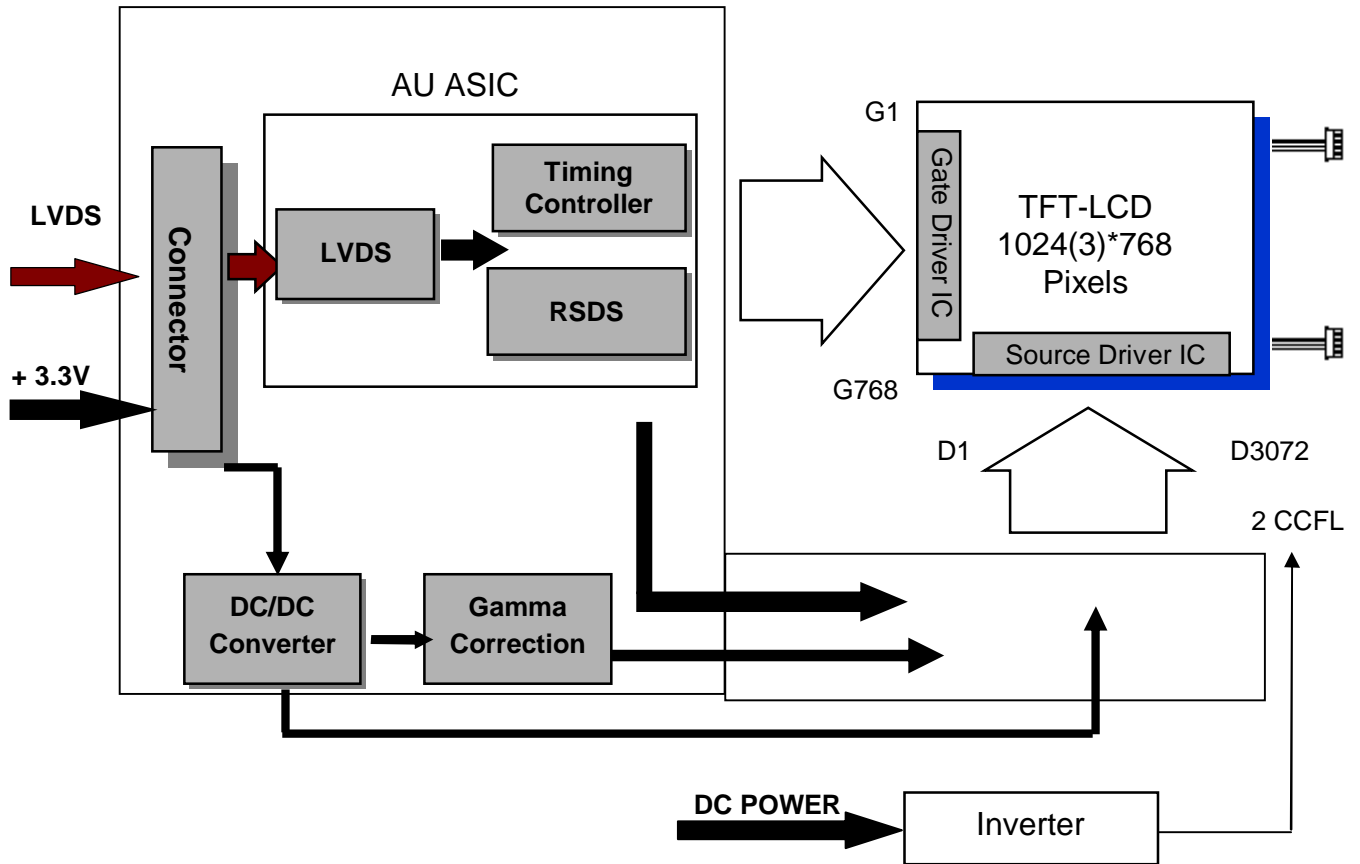 AU ASIC
LVDS
+ 3.3V
Connector
LVDS
Timing
Controller
RSDS
DC/DC
Converter
Gamma
Correction
G1
G768
Gate Driver IC
TFT-LCD
1024(3)*768
Pixels
Source Driver IC
D1
D3072
2 CCFL
DC POWER
Inverter